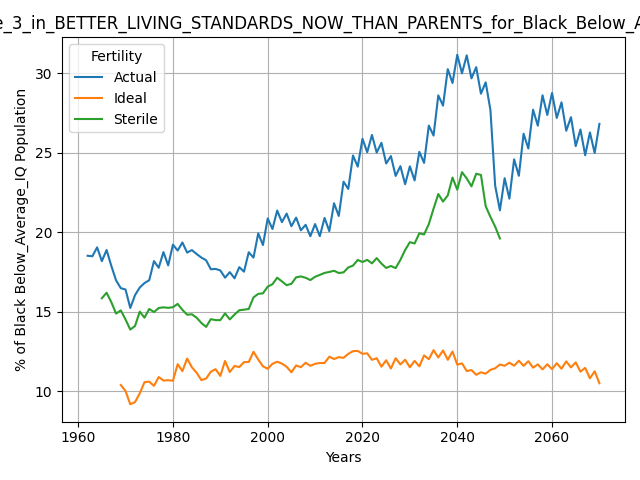 _3_in_BETTER_LIVING_STANDARDS_NOW_THAN_PARENTS_for_Black_Below_A
Fertility
Actual
Ideal
Sterile
% of Black Below_Average_IQ Population
30
25
20
15
10
1960
1980
2000
2020
2040
2060
Years